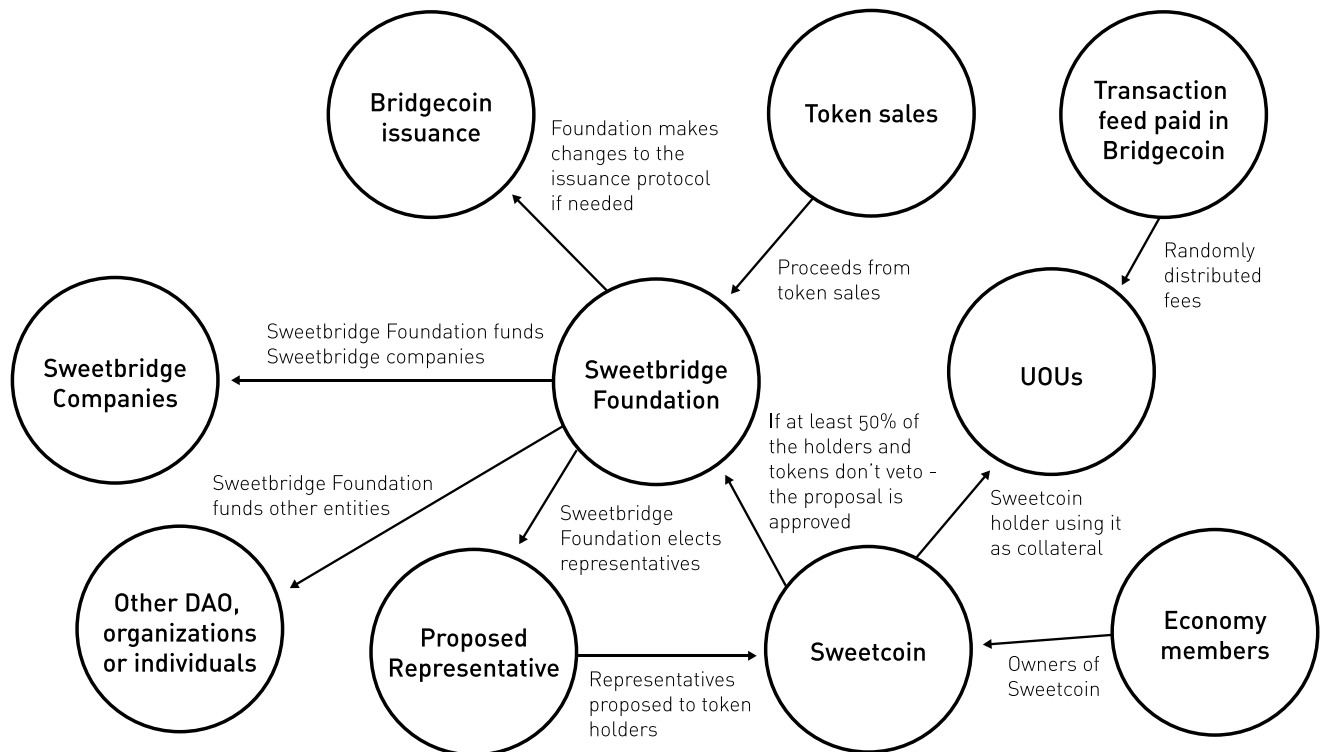 Bridgecoin
issuance
Foundation makes
changes to the
issuance protocol
if needed
Token sales
Transaction
feed paid in
Bridgecoin
Proceeds from
token sales
Randomly
distributed
fees
Sweetbridge
Companies
Sweetbridge Foundation funds
Sweetbridge companies
Sweetbridge
Foundation
UOUs
If at least 50% of
the holders and
tokens don't veto -
the proposal is
approved
Sweetbridge Foundation
funds other entities
Sweetbridge
Foundation elects
representatives
Sweetcoin
holder using it
as collateral
Other DAO,
organizations
or individuals
Proposed
Representative
Representatives
proposed to token
holders
Sweetcoin
Owners of
Sweetcoin
Economy
members